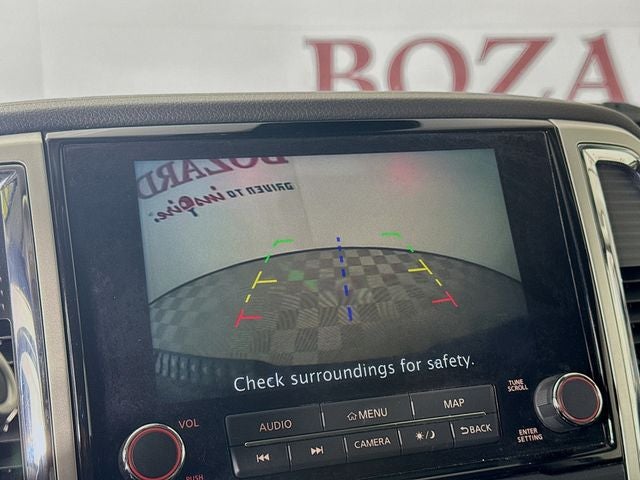 BOZA
BOZARD
DRIVEN TO inspire.
Check surroundings for safety.
VOL
PUSH
AUDIO
MENU
MAP
CAMERA
BACK
TUNE
SCROLL
ENTER
SETTING